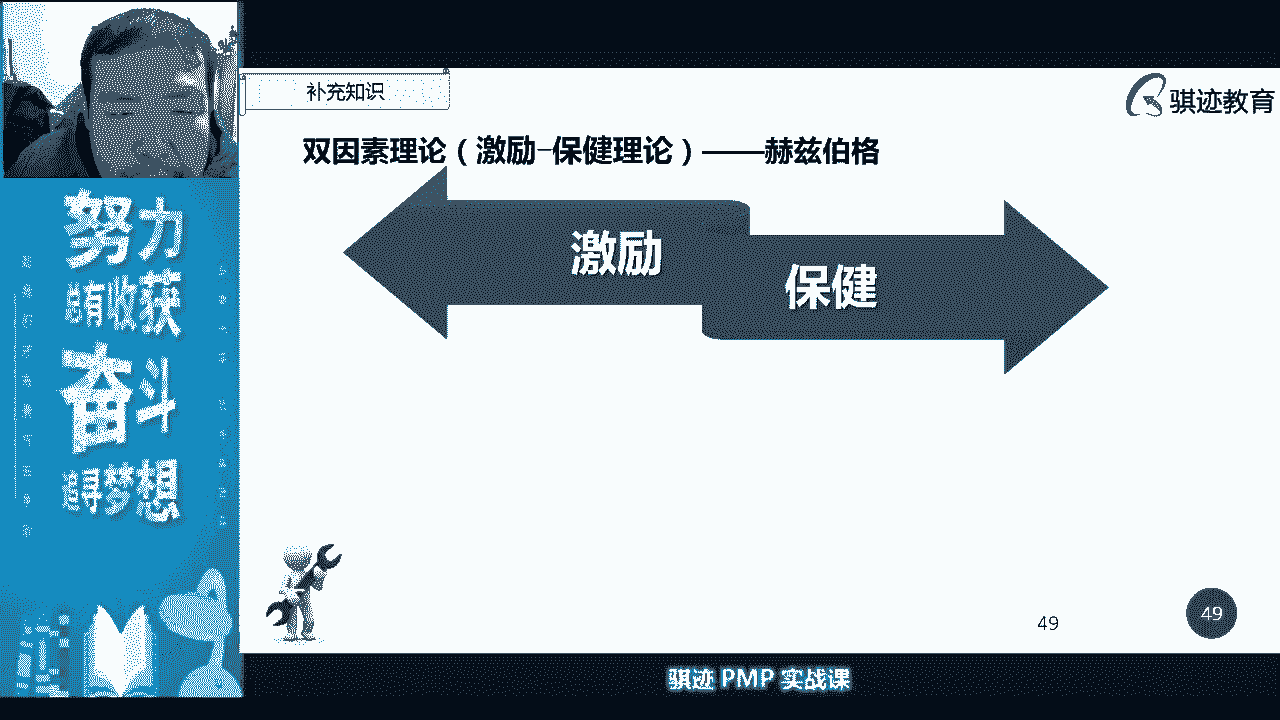 补充知识
骐迹教育
双因素理论（激励-保健理论）——赫兹伯格
激励
保健
努力
总有收获
奋斗
追寻梦想
49
49
骐迹 PMP 实战课